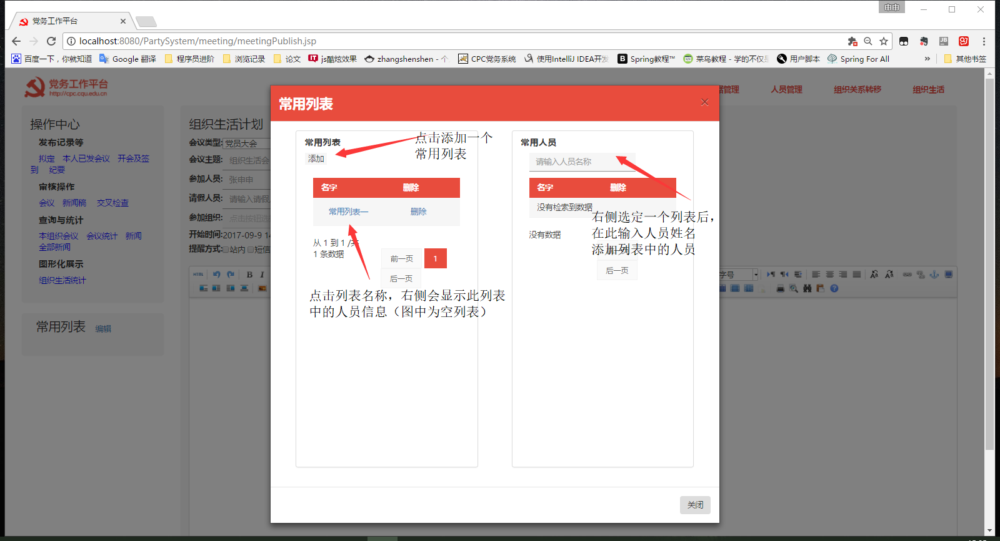 申申
党务工作平台
localhost:8080/PartySystem/meeting/meetingPublish.jsp
百度一下，你就知道 Google 翻译 程序员进阶 浏览记录 论文 js酷炫效果 zhangshenshen - 个 CPC党务系统 使用IntelliJ IDEA开发 Spring教程™ 菜鸟教程 - 学的不仅是 用户脚本 Spring For All » 其他书签
党务工作平台
http://cpc.cqu.edu.cn
管理 人员管理 组织关系转移 组织生活
操作中心
发布记录等
拟定 本人已发会议 开会及签
到 纪要
审核操作
会议 新闻稿 交叉检查
查询与统计
本组织会议 会议统计 新闻
全部新闻
图形化展示
组织生活统计
常用列表 编辑
组织生活计划
会议类型: 党员大会
会议主题: 组织生活会
参加人员: 张申申
请假人员: 请输入请假
参加组织: 点击按钮选
开始时间: 2017-09-9 14
提醒方式: 站内 短信
HTML B I
字号
常用列表
×
常用列表
添加
点击添加一个
常用列表
名字 删除
常用列表一 删除
从 1 到 1 /共
1 条数据
前一页 1
后一页
点击列表名称，右侧会显示此列表
中的人员信息（图中为空列表）
常用人员
请输入人员名称
名字 删除
没有检索到数据
没有数据
右侧选定一个列表后，
在此输入人员姓名
添加列表中的人员
后一页
关闭